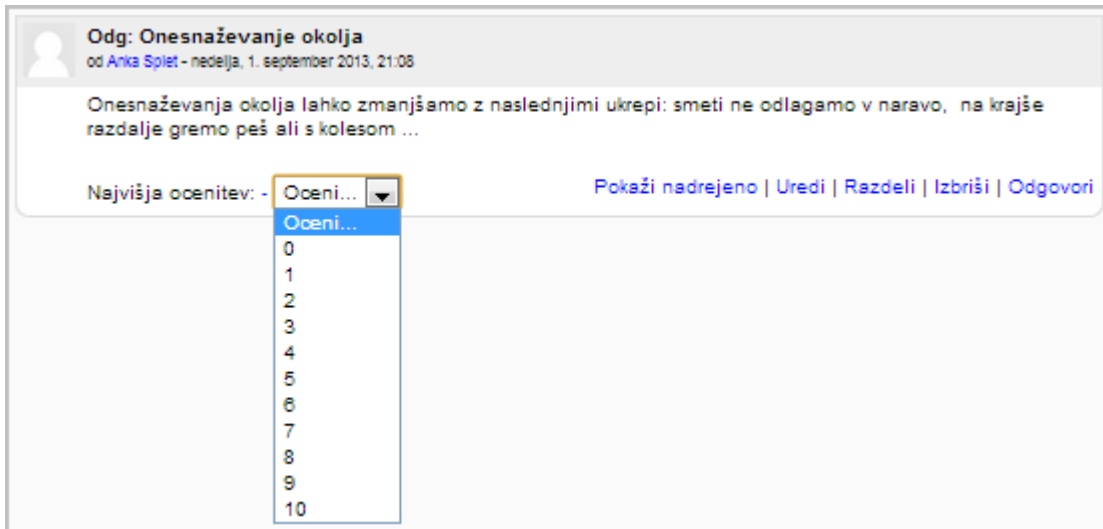 Odg: Onesnaževanje okolja
od Anka Splet - nedelja, 1. september 2013, 21:08
Onesnaževanja okolja lahko zmanjšamo z naslednjimi ukrepi: smeti ne odlagamo v naravo, na krajše
razdalje gremo peš ali s kolesom ...
Najvišja ocenitev: - Oceni... Pokaži nadrejeno | Uredi | Razdeli | Izbriši | Odgovori
Oceni...
0
1
2
3
4
5
6
7
8
9
10